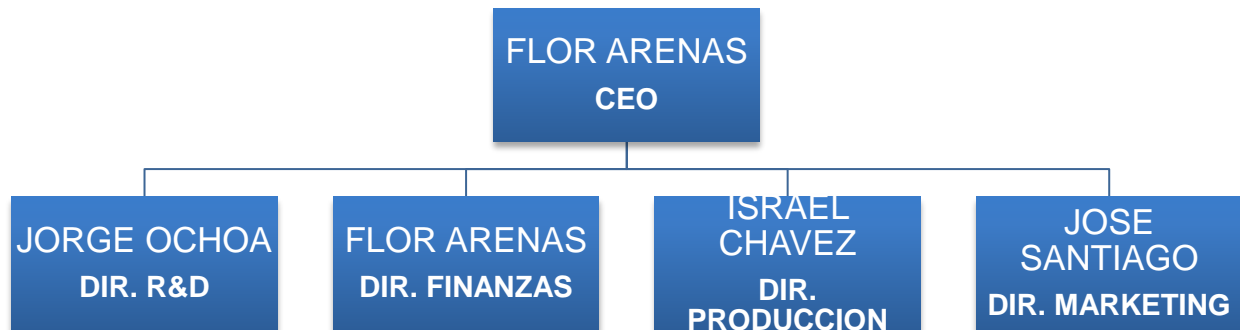 FLOR ARENAS
CEO
JORGE OCHOA
DIR. R&D
FLOR ARENAS
DIR. FINANZAS
ISRAEL
CHAVEZ
DIR.
PRODUCCION
JOSE
SANTIAGO
DIR. MARKETING